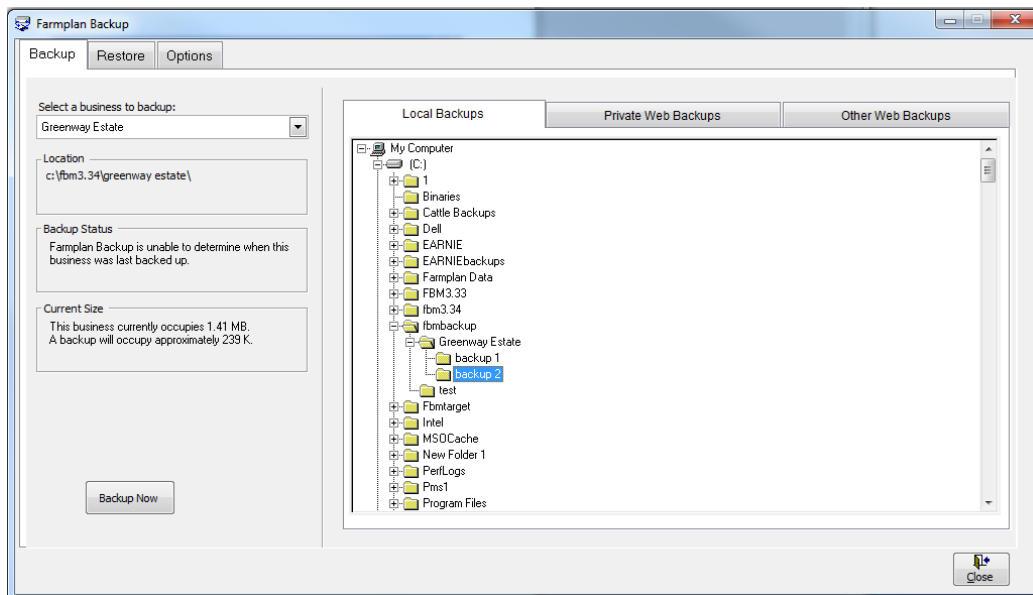 Farmplan Backup
Backup
Restore
Options
Select a business to backup:
Greenway Estate
Location
c:\fbm3.34\greenway estate\
Backup Status
Farmplan Backup is unable to determine when this
business was last backed up.
Current Size
This business currently occupies 1.41 MB.
A backup will occupy approximately 239 K.
Backup Now
Local Backups
Private Web Backups
Other Web Backups
My Computer
(C:)
1
Binaries
Cattle Backups
Dell
EARNIE
EARNIEbackups
Farmplan Data
FBM3.33
fbm3.34
fbmbackup
Greenway Estate
backup 1
backup 2
test
Fbmtarget
Intel
MSOCache
New Folder 1
PerfLogs
Pms1
Program Files
Close